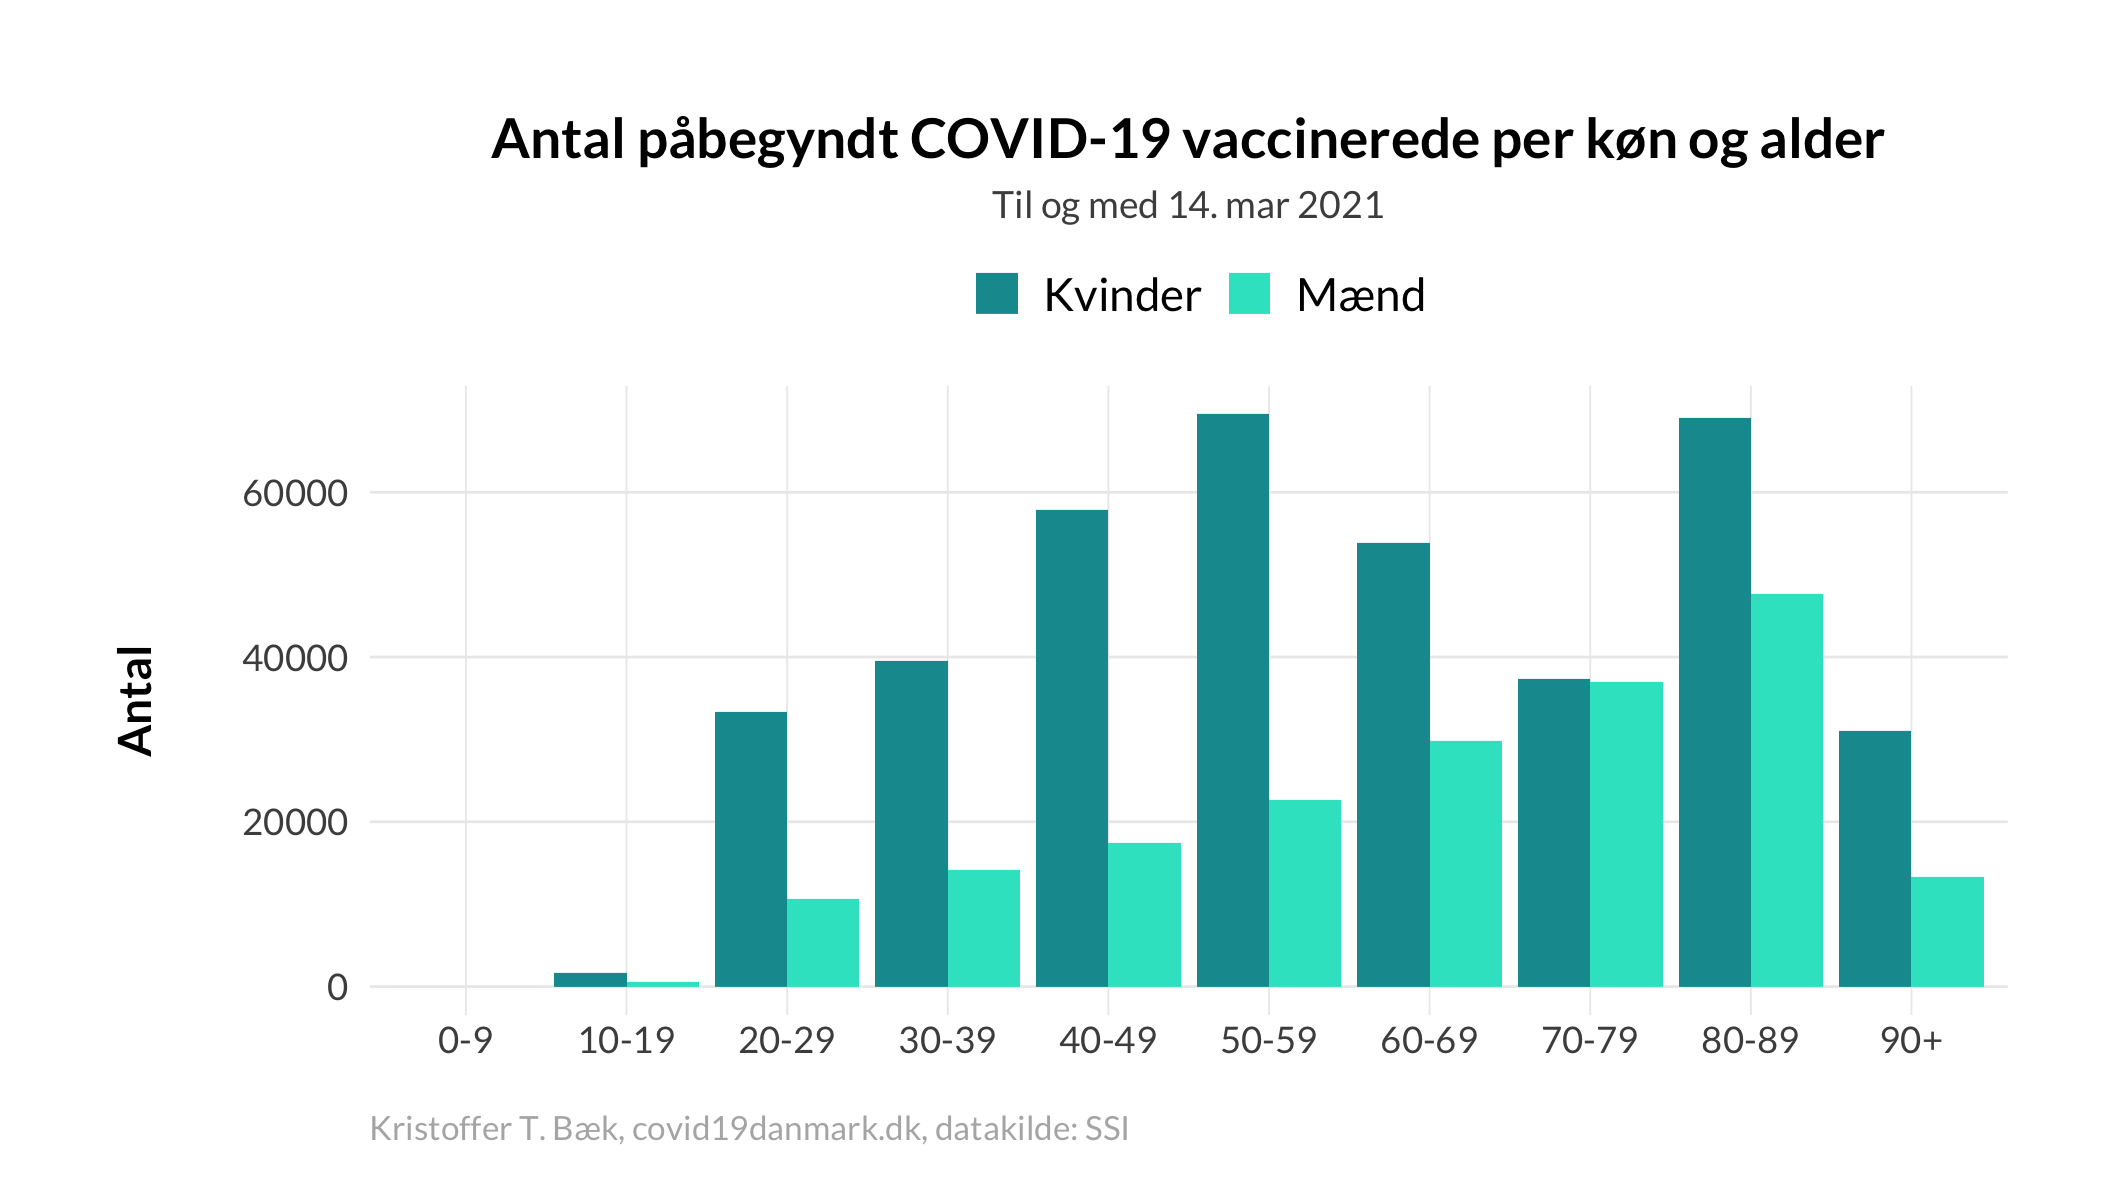 Antal påbegyndt COVID-19 vaccinerede per køn og alder
Til og med 14. mar 2021
Kvinder Mænd
Antal
60000
40000
20000
0
0-9 10-19 20-29 30-39 40-49 50-59 60-69 70-79 80-89 90+
Kristoffer T. Bæk, covid19danmark.dk, datakilde: SSI